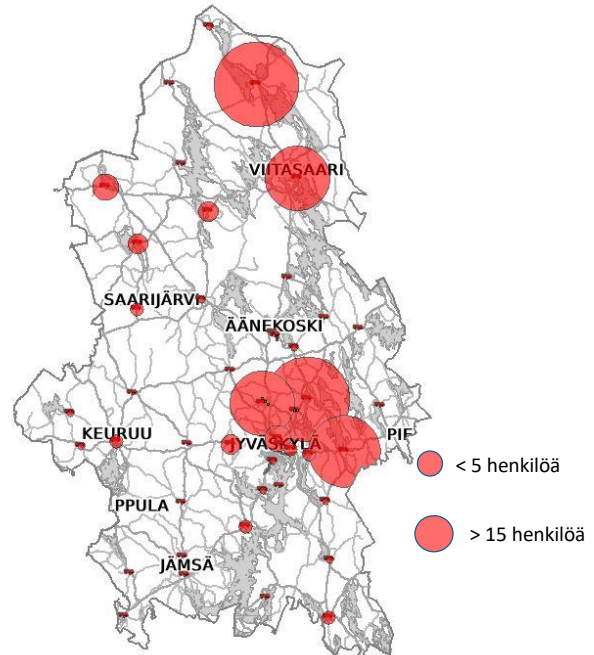 VIITASAARI
SAARIJÄRVI
ÄÄNEKOSKI
KEURUU
JYVÄSKYLÄ
PIE
< 5 henkilöä
PPULA
> 15 henkilöä
JÄMSÄ